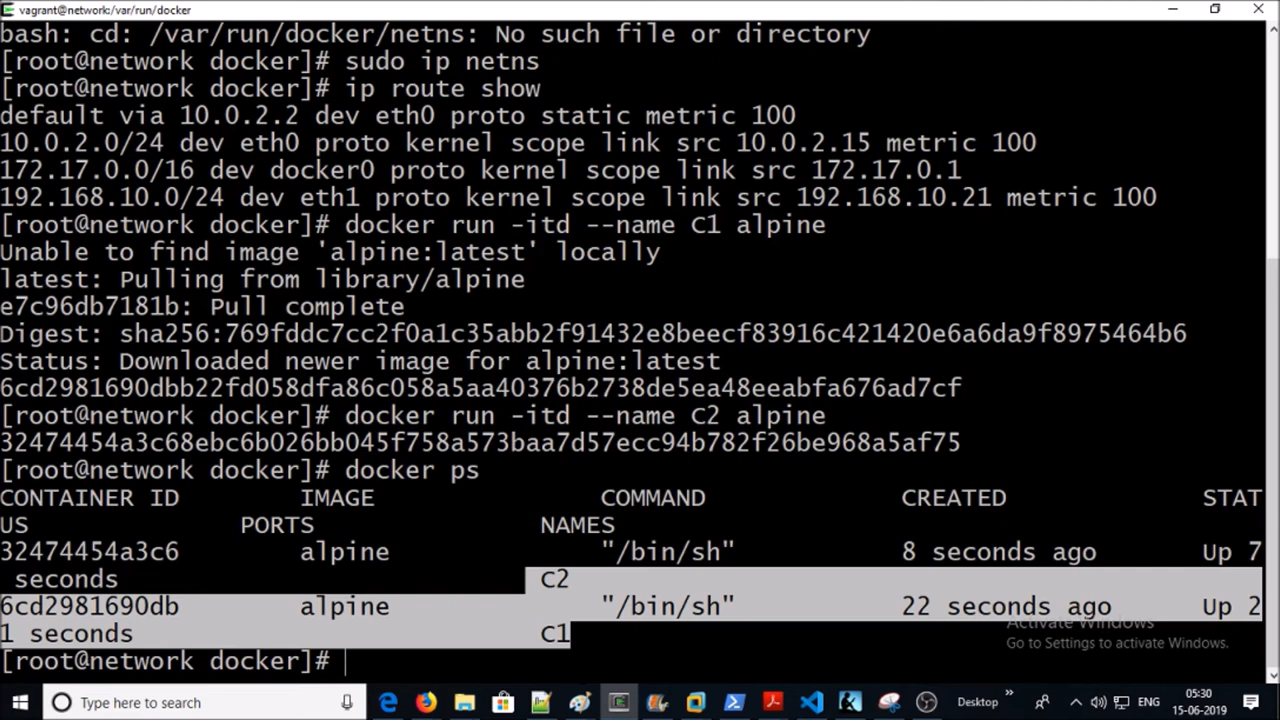 vagrant@network:/var/run/docker
bash: cd: /var/run/docker/netns: No such file or directory
[root@network docker]# sudo ip netns
[root@network docker]# ip route show
default via 10.0.2.2 dev eth0 proto static metric 100
10.0.2.0/24 dev eth0 proto kernel scope link src 10.0.2.15 metric 100
172.17.0.0/16 dev docker0 proto kernel scope link src 172.17.0.1
192.168.10.0/24 dev eth1 proto kernel scope link src 192.168.10.21 metric 100
[root@network docker]# docker run -itd --name C1 alpine
Unable to find image 'alpine:latest' locally
latest: Pulling from library/alpine
e7c96db7181b: Pull complete
Digest: sha256:769fddc7cc2f0a1c35abb2f91432e8beecf83916c421420e6a6da9f8975464b6
Status: Downloaded newer image for alpine:latest
6cd2981690dbb22fd058dfa86c058a5aa40376b2738de5ea48eeabfa676ad7cf
[root@network docker]# docker run -itd --name C2 alpine
32474454a3c68ebc6b026bb045f758a573baa7d57ecc94b782f26be968a5af75
[root@network docker]# docker ps
CONTAINER ID IMAGE COMMAND CREATED STAT
US PORTS NAMES
32474454a3c6 alpine "/bin/sh" 8 seconds ago Up 7
seconds C2
6cd2981690db alpine "/bin/sh" 22 seconds ago Up 2
1 seconds C1
[root@network docker]#
Activate Windows
Go to Settings to activate Windows.
Type here to search
Desktop
ENG
05:30
15-06-2019